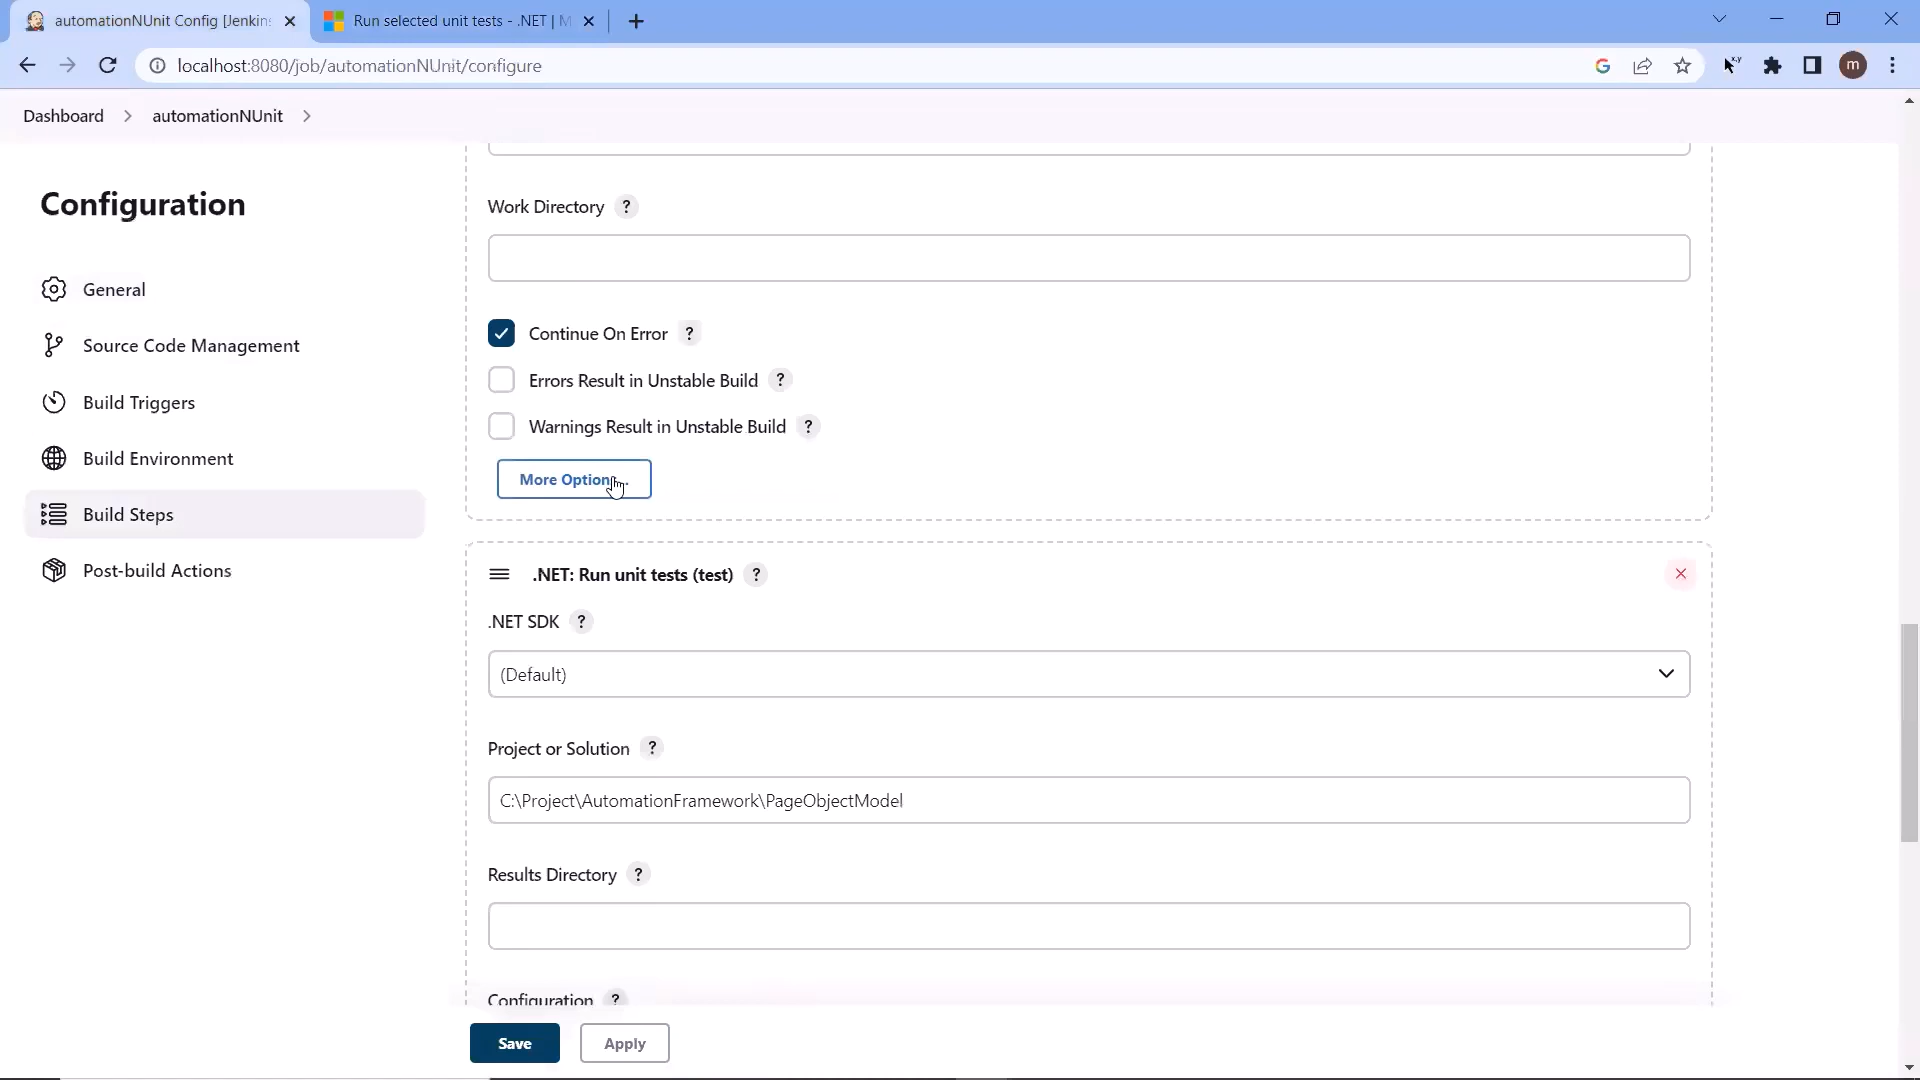 automationNUnit Config [Jenkins
Run selected unit tests - .NET | M
localhost:8080/job/automationNUnit/configure
m
Dashboard
automationNUnit
Configuration
General
Source Code Management
Build Triggers
Build Environment
Build Steps
Post-build Actions
Work Directory ?
Continue On Error ?
Errors Result in Unstable Build ?
Warnings Result in Unstable Build ?
More Option
.NET: Run unit tests (test) ?
.NET SDK ?
(Default)
Project or Solution ?
C:\Project\AutomationFramework\PageObjectModel
Results Directory ?
Configuration ?
Save
Apply